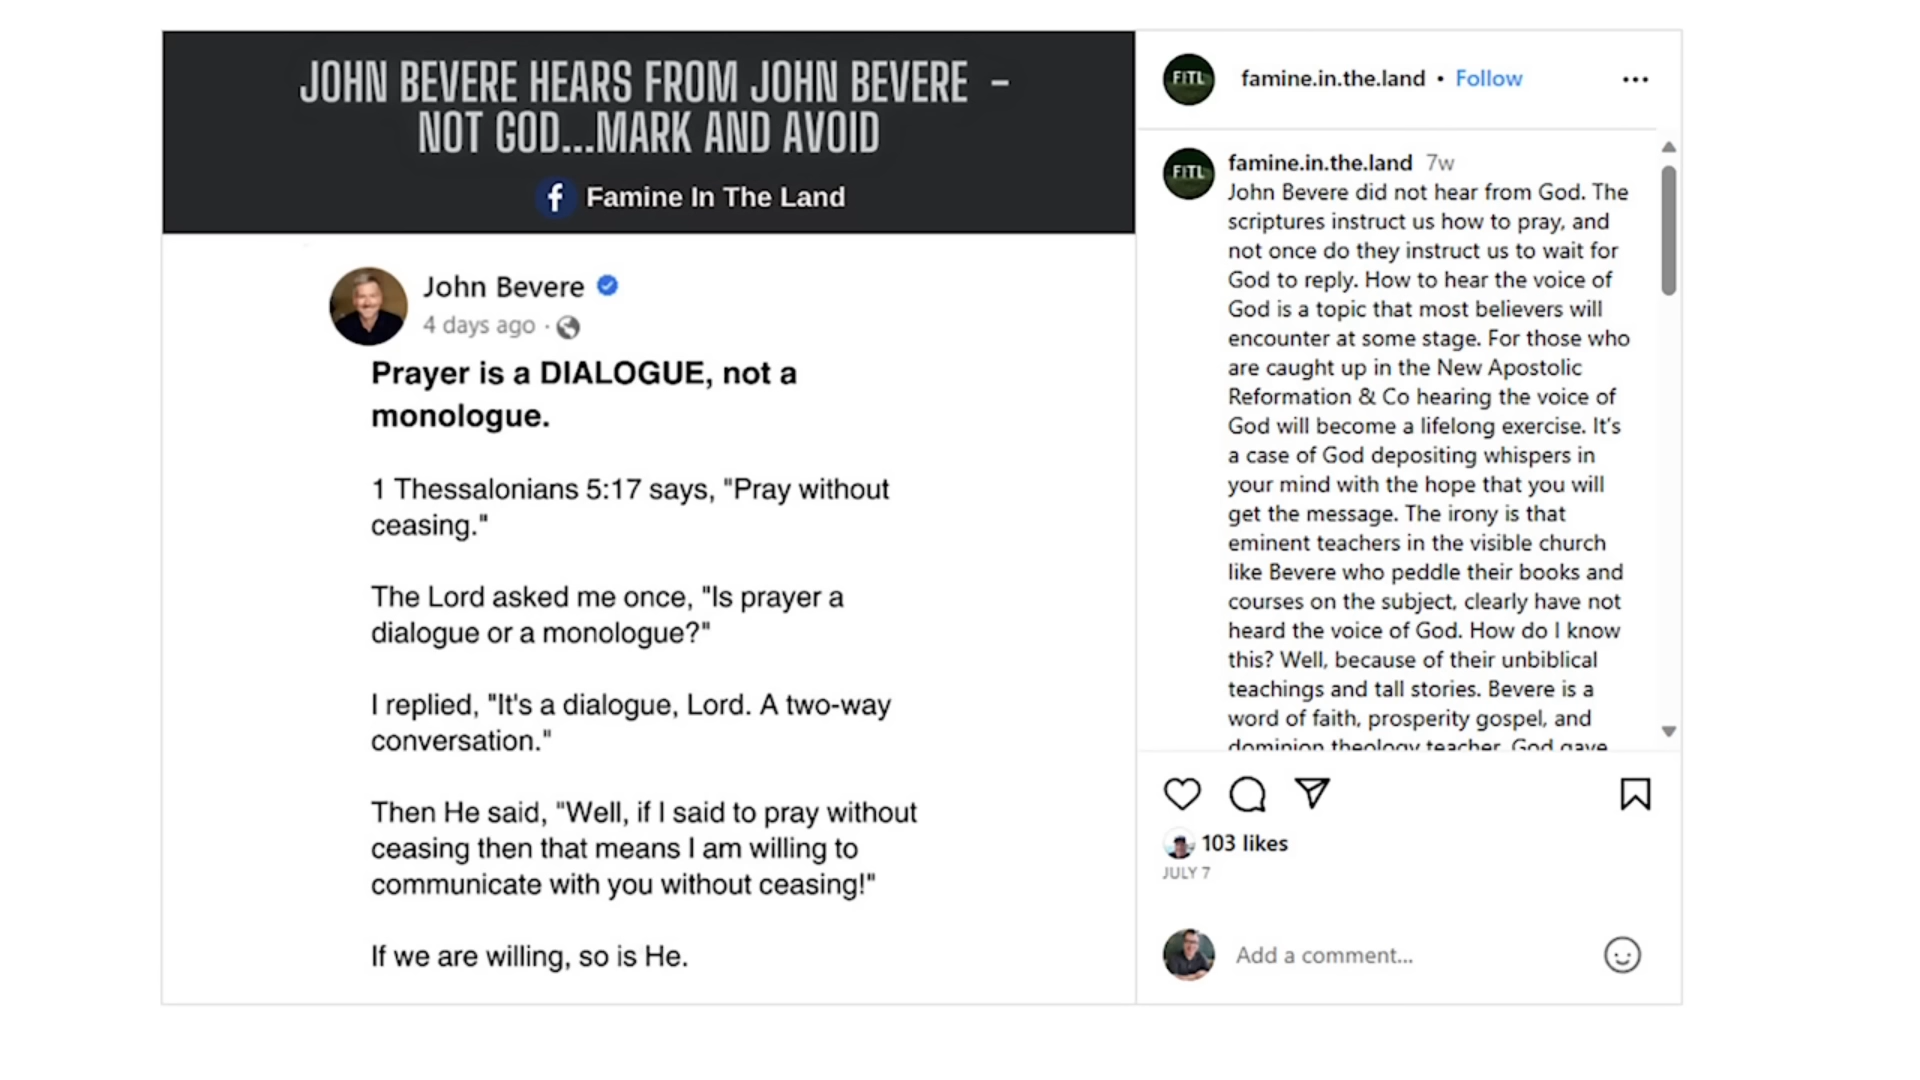 JOHN BEVERE HEARS FROM JOHN BEVERE –
NOT GOD...MARK AND AVOID
Famine In The Land
John Bevere
4 days ago ·
Prayer is a DIALOGUE, not a
monologue.
1 Thessalonians 5:17 says, "Pray without
ceasing."
The Lord asked me once, "Is prayer a
dialogue or a monologue?"
I replied, "It's a dialogue, Lord. A two-way
conversation."
Then He said, "Well, if I said to pray without
ceasing then that means I am willing to
communicate with you without ceasing!"
If we are willing, so is He.
FITL
famine.in.the.land • Follow
FITL
famine.in.the.land 7w
John Bevere did not hear from God. The
scriptures instruct us how to pray, and
not once do they instruct us to wait for
God to reply. How to hear the voice of
God is a topic that most believers will
encounter at some stage. For those who
are caught up in the New Apostolic
Reformation & Co hearing the voice of
God will become a lifelong exercise. It's
a case of God depositing whispers in
your mind with the hope that you will
get the message. The irony is that
eminent teachers in the visible church
like Bevere who peddle their books and
courses on the subject, clearly have not
heard the voice of God. How do I know
this? Well, because of their unbiblical
teachings and tall stories. Bevere is a
word of faith, prosperity gospel, and
dominion theology teacher. God gave
103 likes
JULY 7
Add a comment...